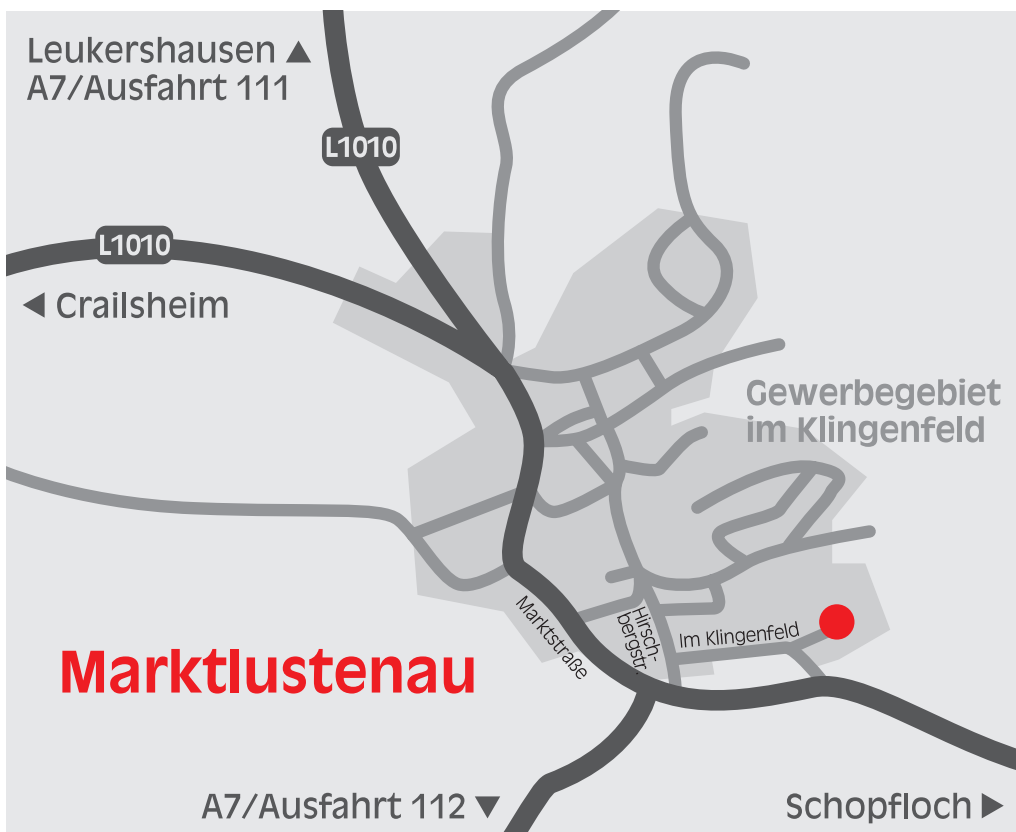 Leukershausen ▲
A7/Ausfahrt 111
L1010
L1010
◀ Crailsheim
Gewerbegebiet
im Klingenfeld
Marktstraße
Hirsch-
bergstr.
Im Klingenfeld
Marktlustenau
A7/Ausfahrt 112 ▼
Schopfloch ▶